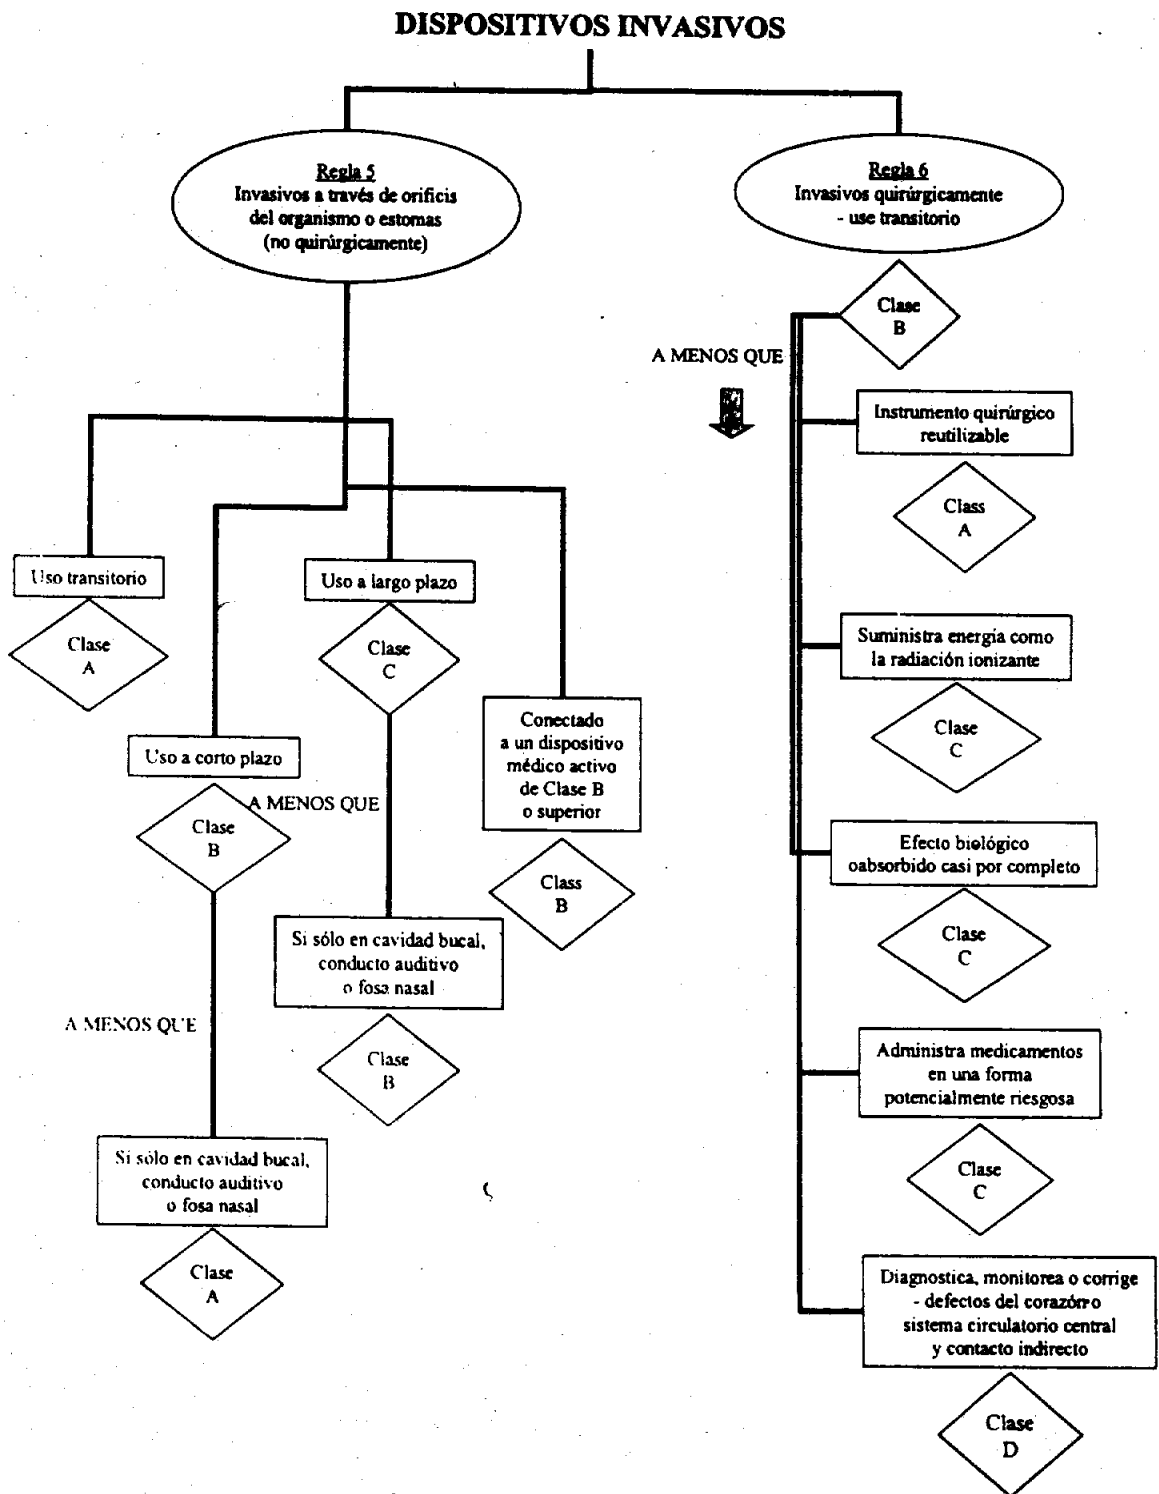 DISPOSITIVOS INVASIVOS
Regla 5
Invasivos a través de orificis
del organismo o estomas
(no quirúrgicamente)
Uso transitorio
Clase
A
Uso a corto plazo
Clase
B
A MENOS QUE
Si sólo en cavidad bucal,
conducto auditivo
o fosa nasal
Clase
A
Uso a largo plazo
Clase
C
A MENOS QUE
Si sólo en cavidad bucal,
conducto auditivo
o fosa nasal
Clase
B
Conectado
a un dispositivo
médico activo
de Clase B
o superior
Class
B
Regla 6
Invasivos quirúrgicamente
- use transitorio
Clase
B
A MENOS QUE
Instrumento quirúrgico
reutilizable
Class
A
Suministra energía como
la radiación ionizante
Clase
C
Efecto biológico
oabsorbido casi por completo
Clase
C
Administra medicamentos
en una forma
potencialmente riesgosa
Clase
C
Diagnostica, monitorea o corrige
- defectos del corazóno
sistema circulatorio central
y contacto indirecto
Clase
D